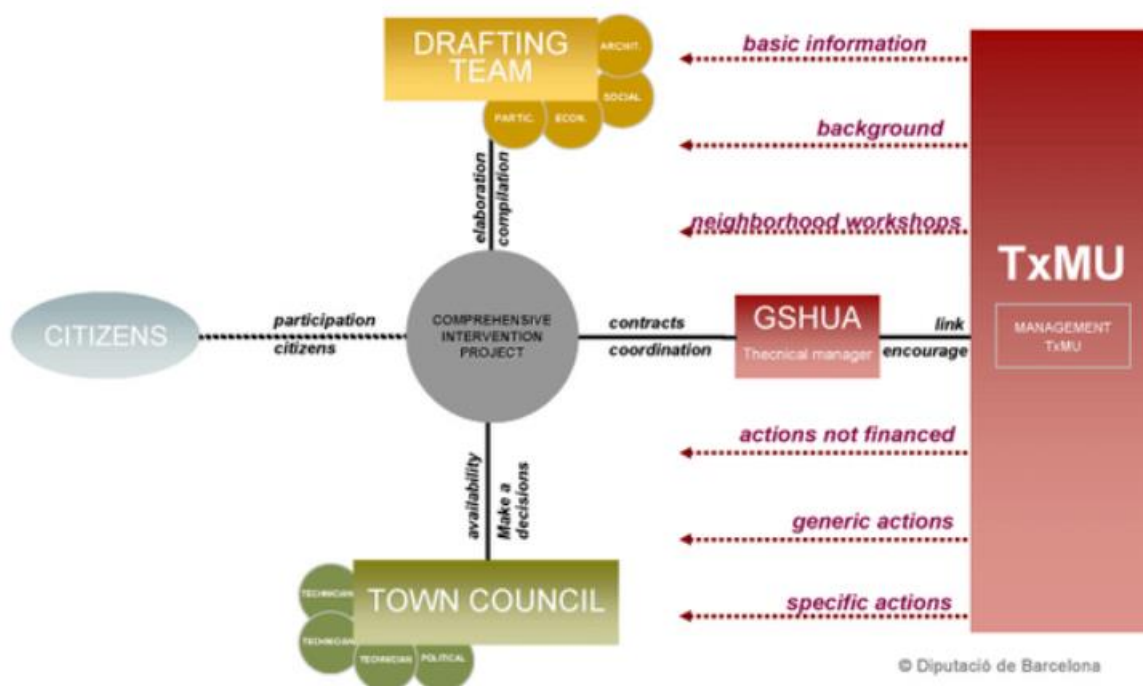 DRAFTING
TEAM
ARCHIT.
SOCIAL
ECON.
PARTIC.
basic information
background
neighborhood workshops
elaboration
compilation
TxMU
MANAGEMENT
TxMU
CITIZENS
participation
citizens
COMPREHENSIVE
INTERVENTION
PROJECT
contracts
coordination
GSHUA
Thecnical manager
link
encourage
actions not financed
generic actions
specific actions
availability
Make a
decisions
TOWN COUNCIL
TECHNICIAN
TECHNICIAN
TECHNICIAN
POLITICAL
© Diputació de Barcelona